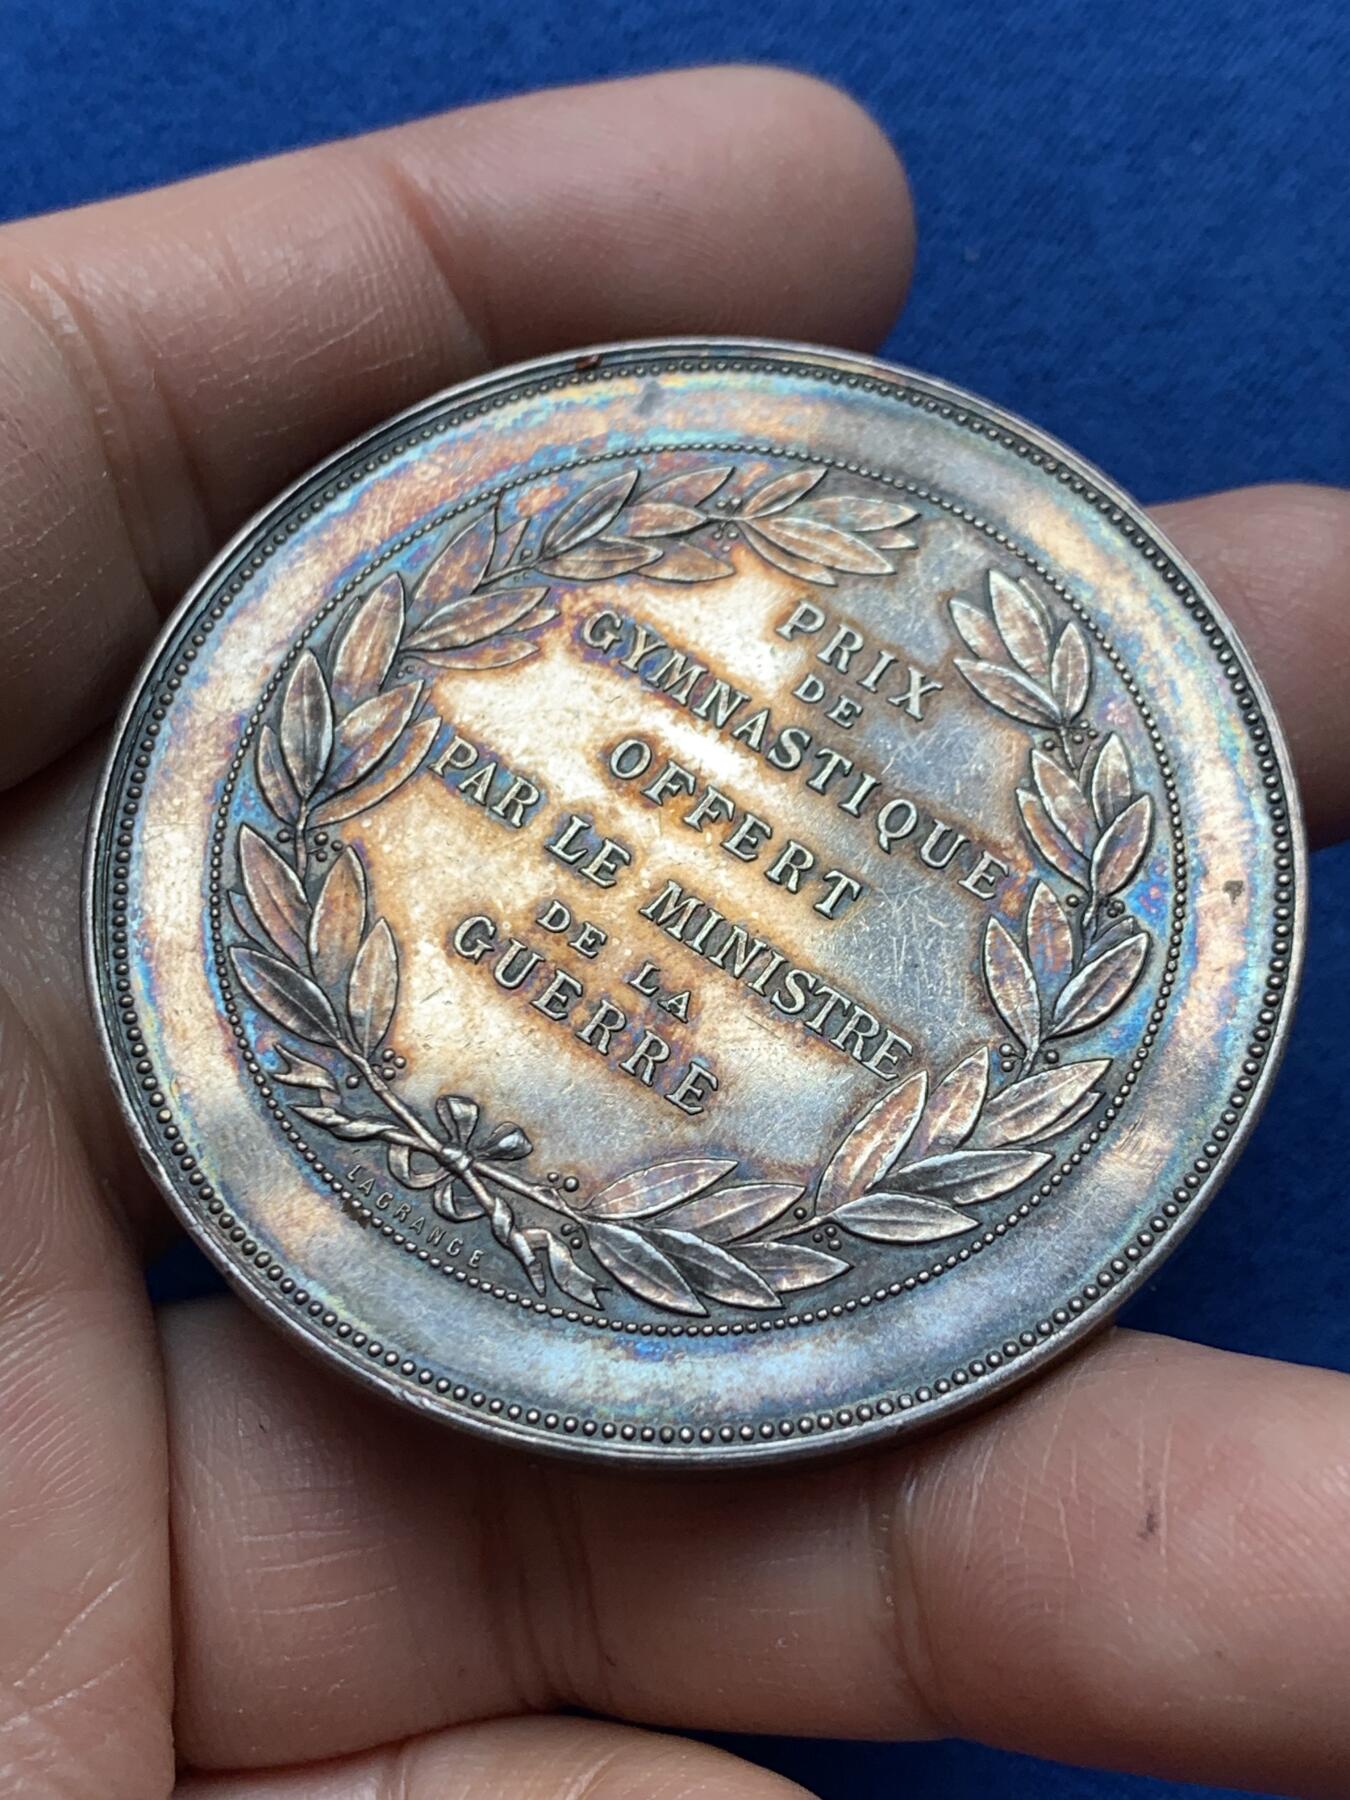 PRIX
DE
GYMNASTIQUE
OFFERT
PAR LE MINISTRE
DE LA
GUERRE
LAGRANGE